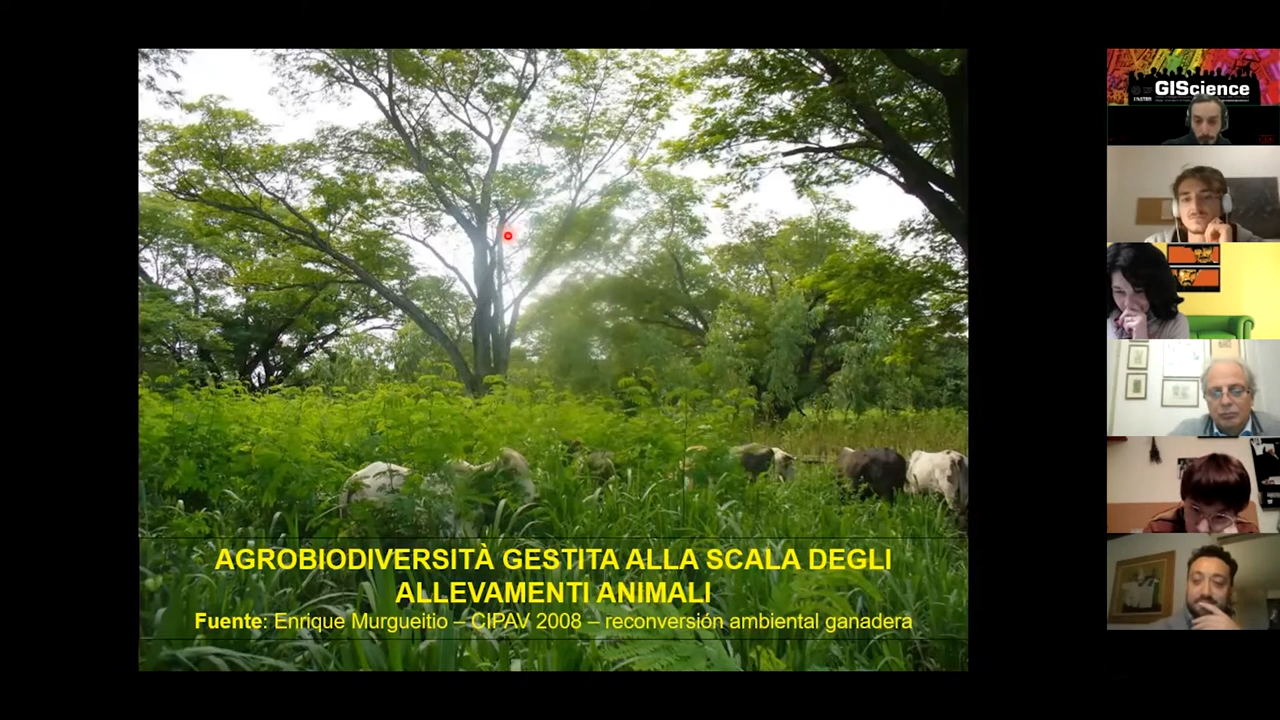 AGROBIODIVERSITÀ GESTITA ALLA SCALA DEGLI
ALLEVAMENTI ANIMALI
Fuente: Enrique Murgueitio – CIPAV 2008 – reconversión ambiental ganadera
GIScience